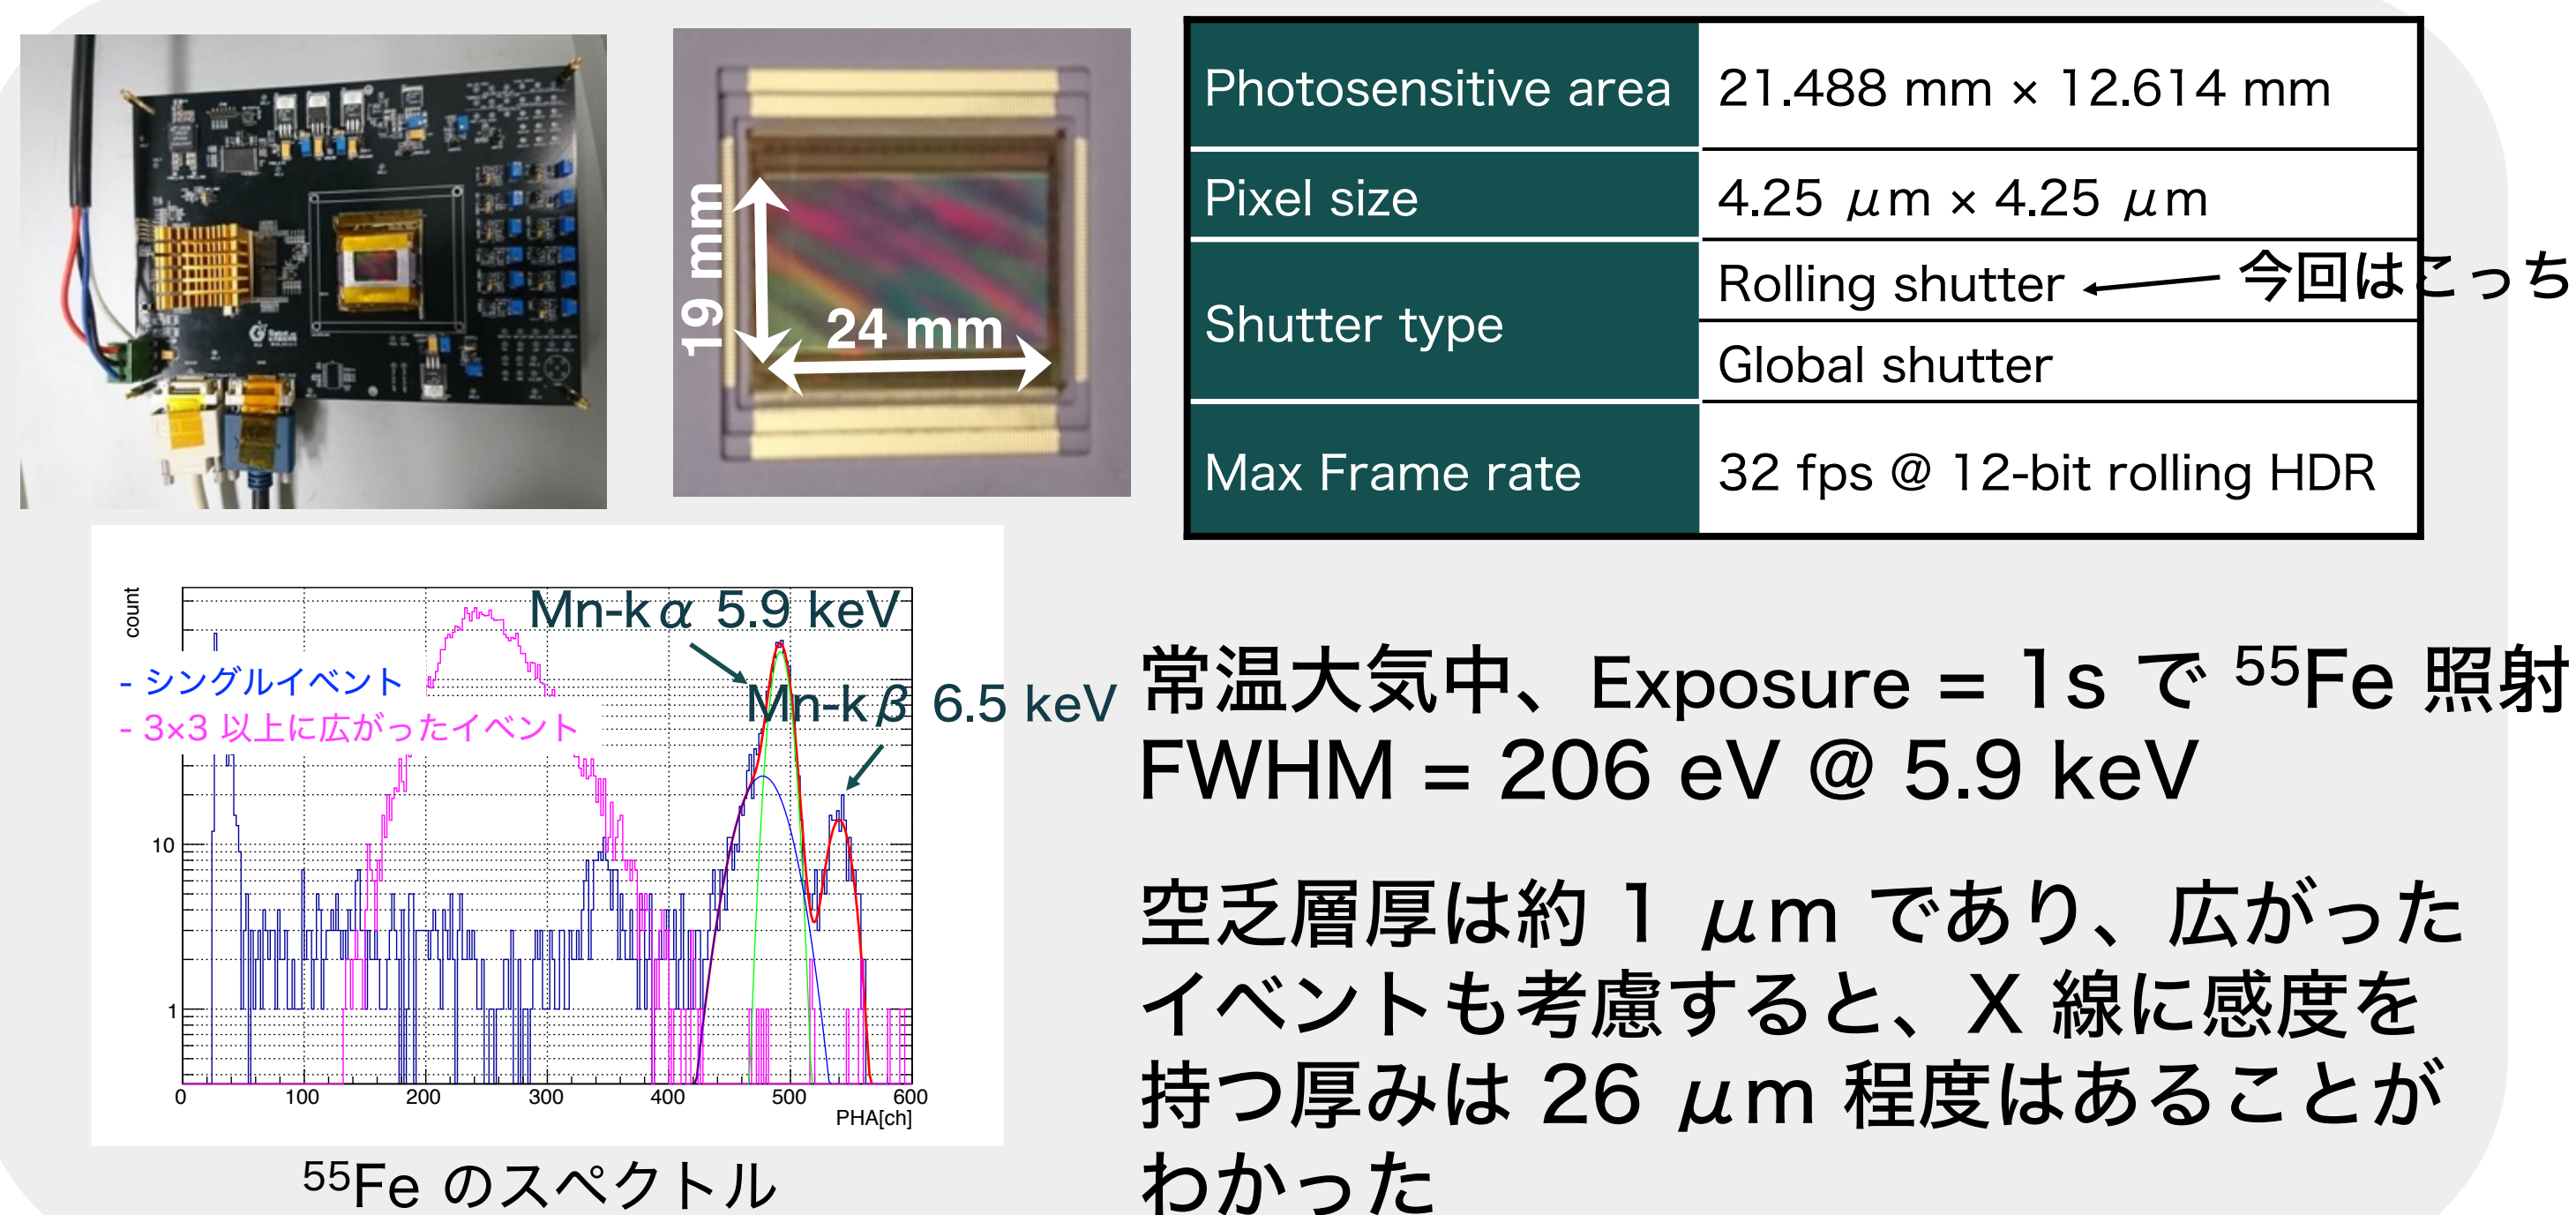 19 mm
24 mm
Photosensitive area 21.488 mm × 12.614 mm
Pixel size 4.25 μm × 4.25 μm
Shutter type
Rolling shutter
今回はこっち
Global shutter
Max Frame rate 32 fps @ 12-bit rolling HDR
count
Mn-kα 5.9 keV
- シングルイベント
Mn-kβ 6.5 keV
- 3×3 以上に広がったイベント
10
1
0 100 200 300 400 500 600
PHA[ch]
55Fe のスペクトル
常温大気中、Exposure = 1s で 55Fe 照射
FWHM = 206 eV @ 5.9 keV
空乏層厚は約 1 μm であり、広がった
イベントも考慮すると、X 線に感度を
持つ厚みは 26 μm 程度はあることが
わかった